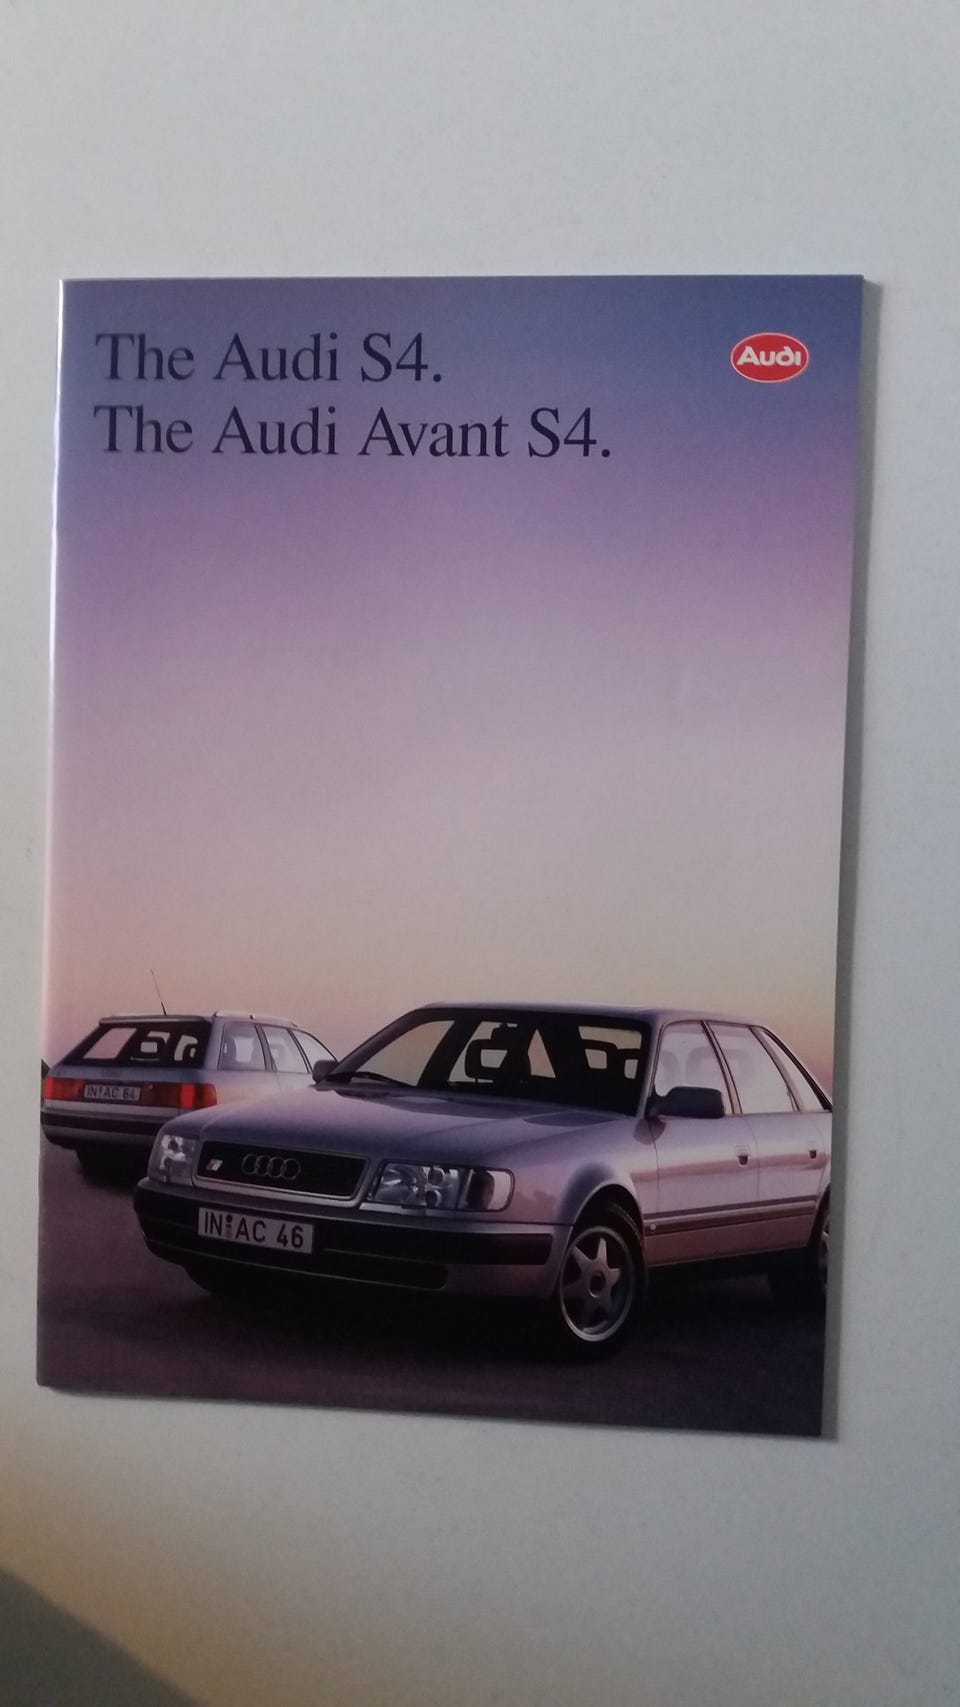 The Audi S4.
The Audi Avant S4.
Audi
IN AC 64
IN AC 46